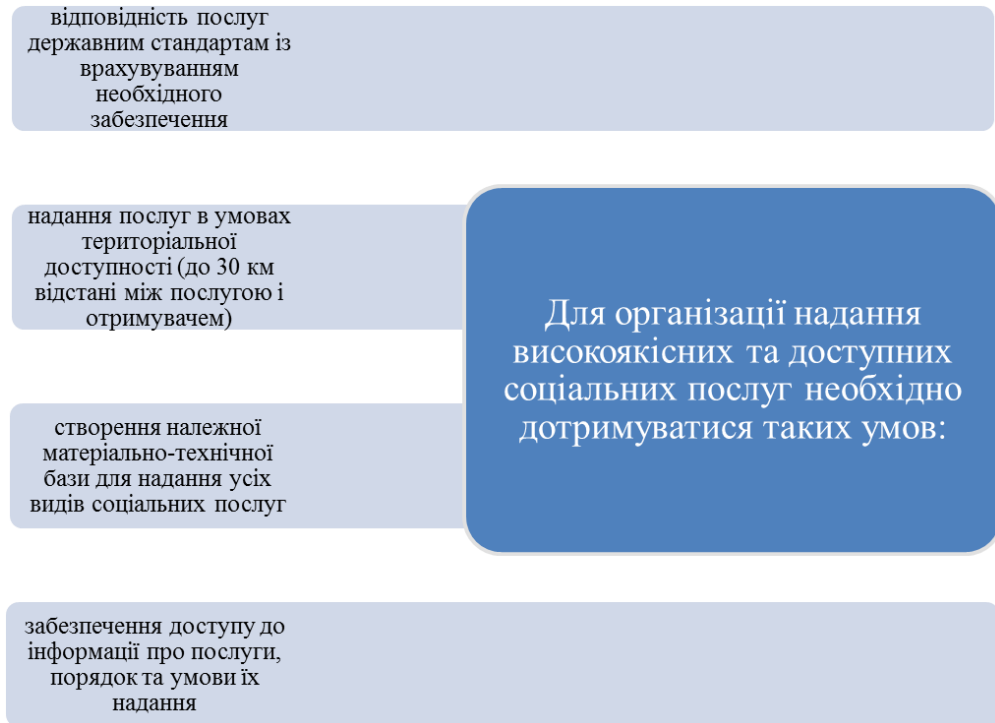 відповідність послуг
державним стандартам із
врахувуванням
необхідного
забезпечення
надання послуг в умовах
територіальної
доступності (до 30 км
відстані між послугою і
отримувачем)
створення належної
матеріально-технічної
бази для надання усіх
видів соціальних послуг
забезпечення доступу до
інформації про послуги,
порядок та умови їх
надання
Для організації надання
високоякісних та доступних
соціальних послуг необхідно
дотримуватися таких умов: